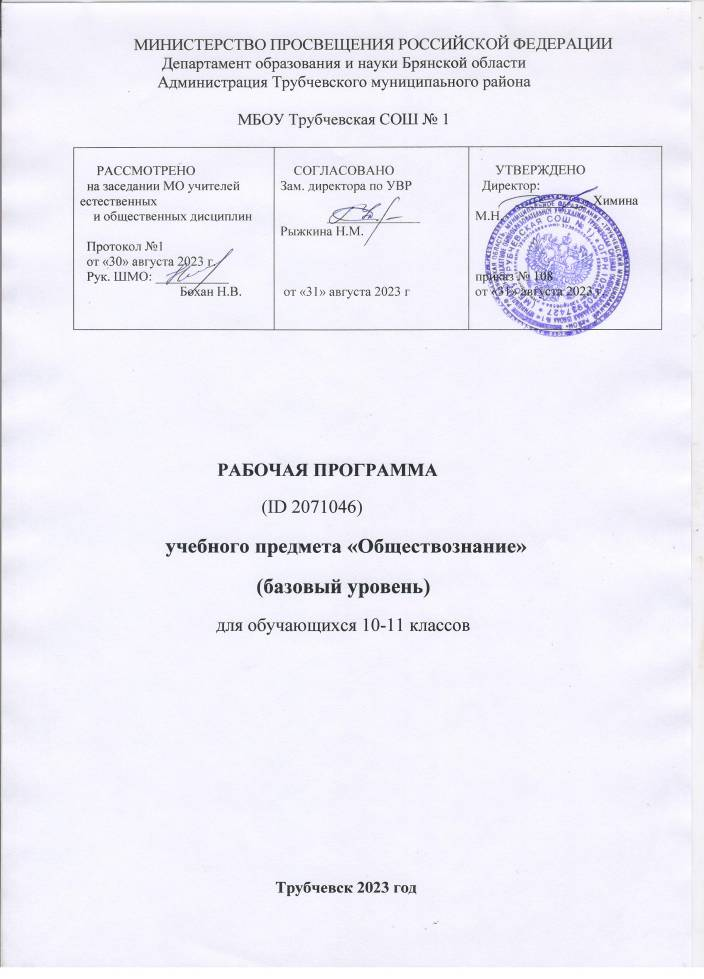 МИНИСТЕРСТВО ПРОСВЕЩЕНИЯ РОССИЙСКОЙ ФЕДЕРАЦИИ
Департамент образования и науки Брянской области
Администрация Трубчевского муниципаьного района
МБОУ Трубчевская СОШ № 1
РАССМОТРЕНО
на заседании МО учителей
естественных
и общественных дисциплин
Протокол №1
от «30» августа 2023 г.
Рук. ШМО: ___________
Бохан Н.В.
СОГЛАСОВАНО
Зам. директора по УВР
____________
Рыжкина Н.М.
от «31» августа 2023 г
УТВЕРЖДЕНО
Директор:
Химина
М.Н.
приказ № 108
от «31» августа 2023 г.
РАБОЧАЯ ПРОГРАММА
(ID 2071046)
учебного предмета «Обществознание»
(базовый уровень)
для обучающихся 10-11 классов
Трубчевск 2023 год